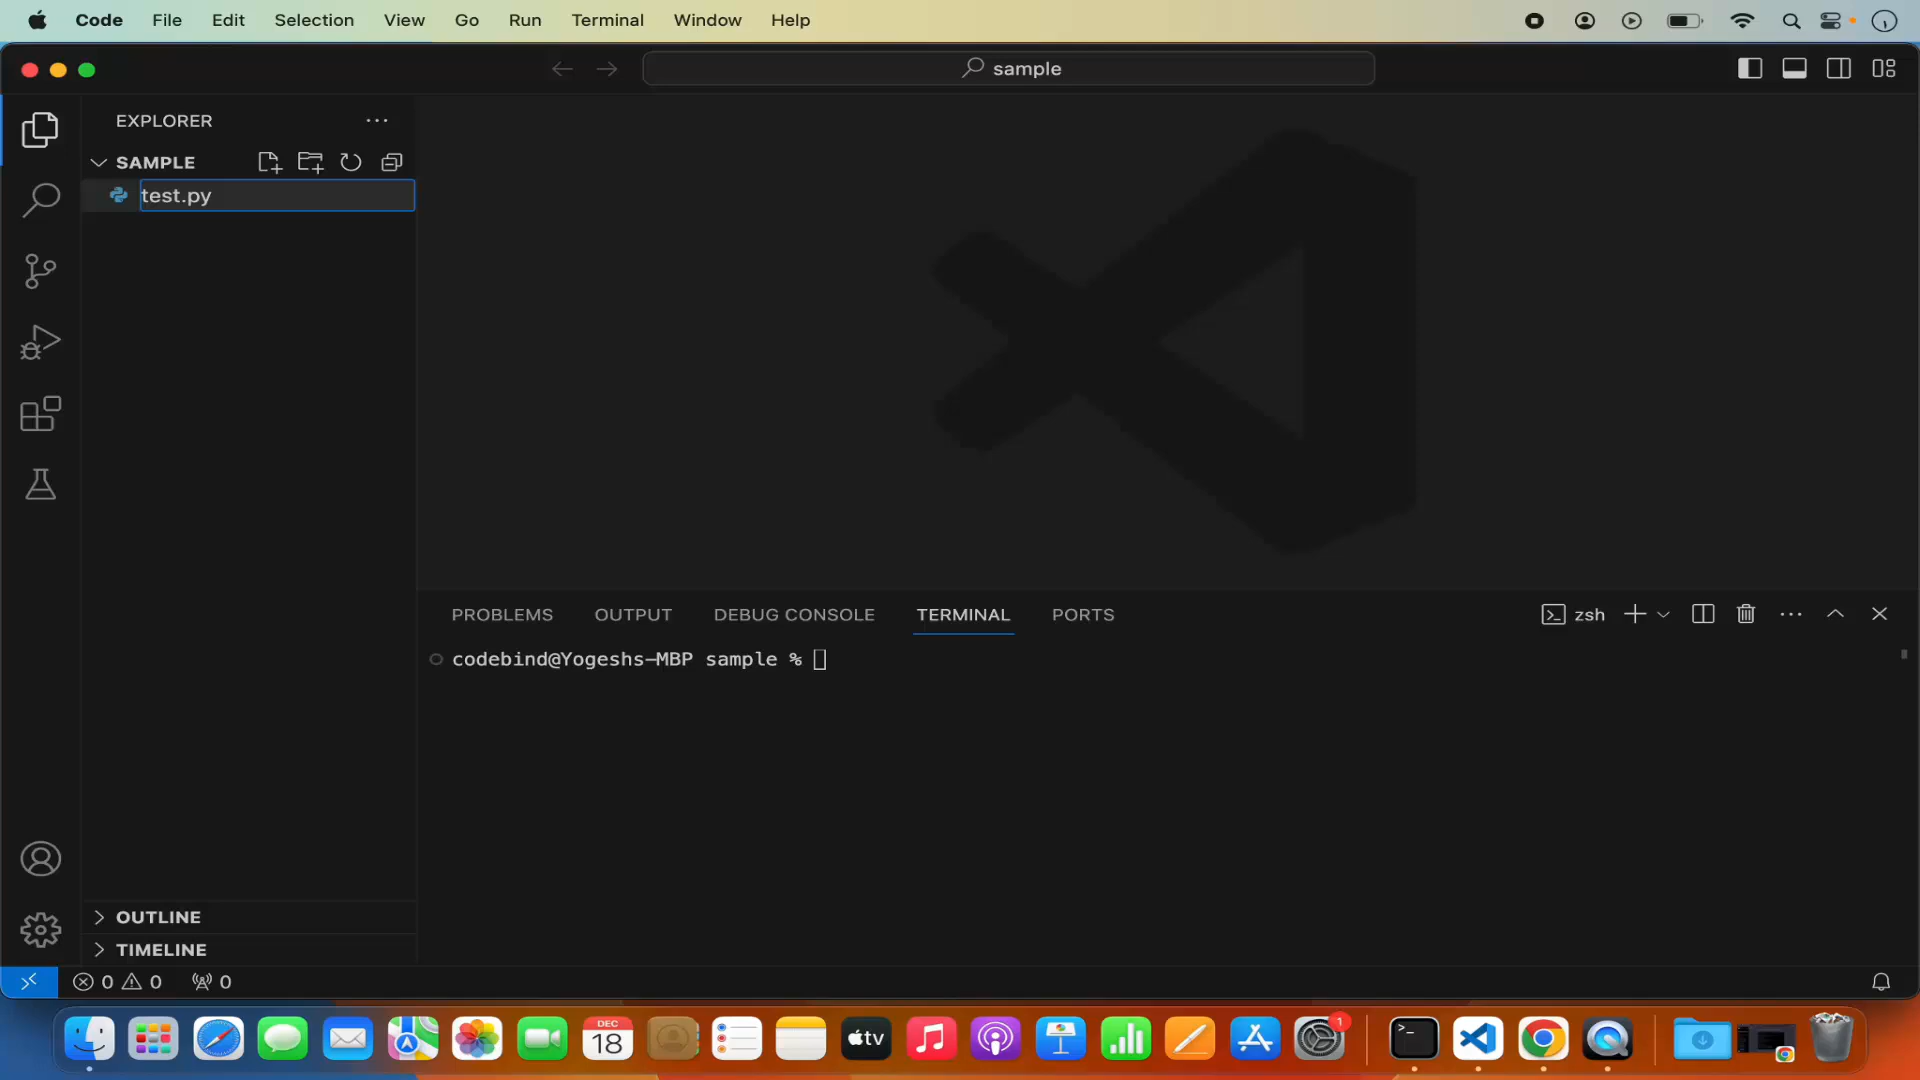 Code File Edit Selection View Go Run Terminal Window Help
sample
EXPLORER
SAMPLE
test.py
PROBLEMS OUTPUT DEBUG CONSOLE TERMINAL PORTS
zsh
codebind@Yogeshs-MBP sample %
OUTLINE
TIMELINE
0 0 0
DEC
18
tv
1